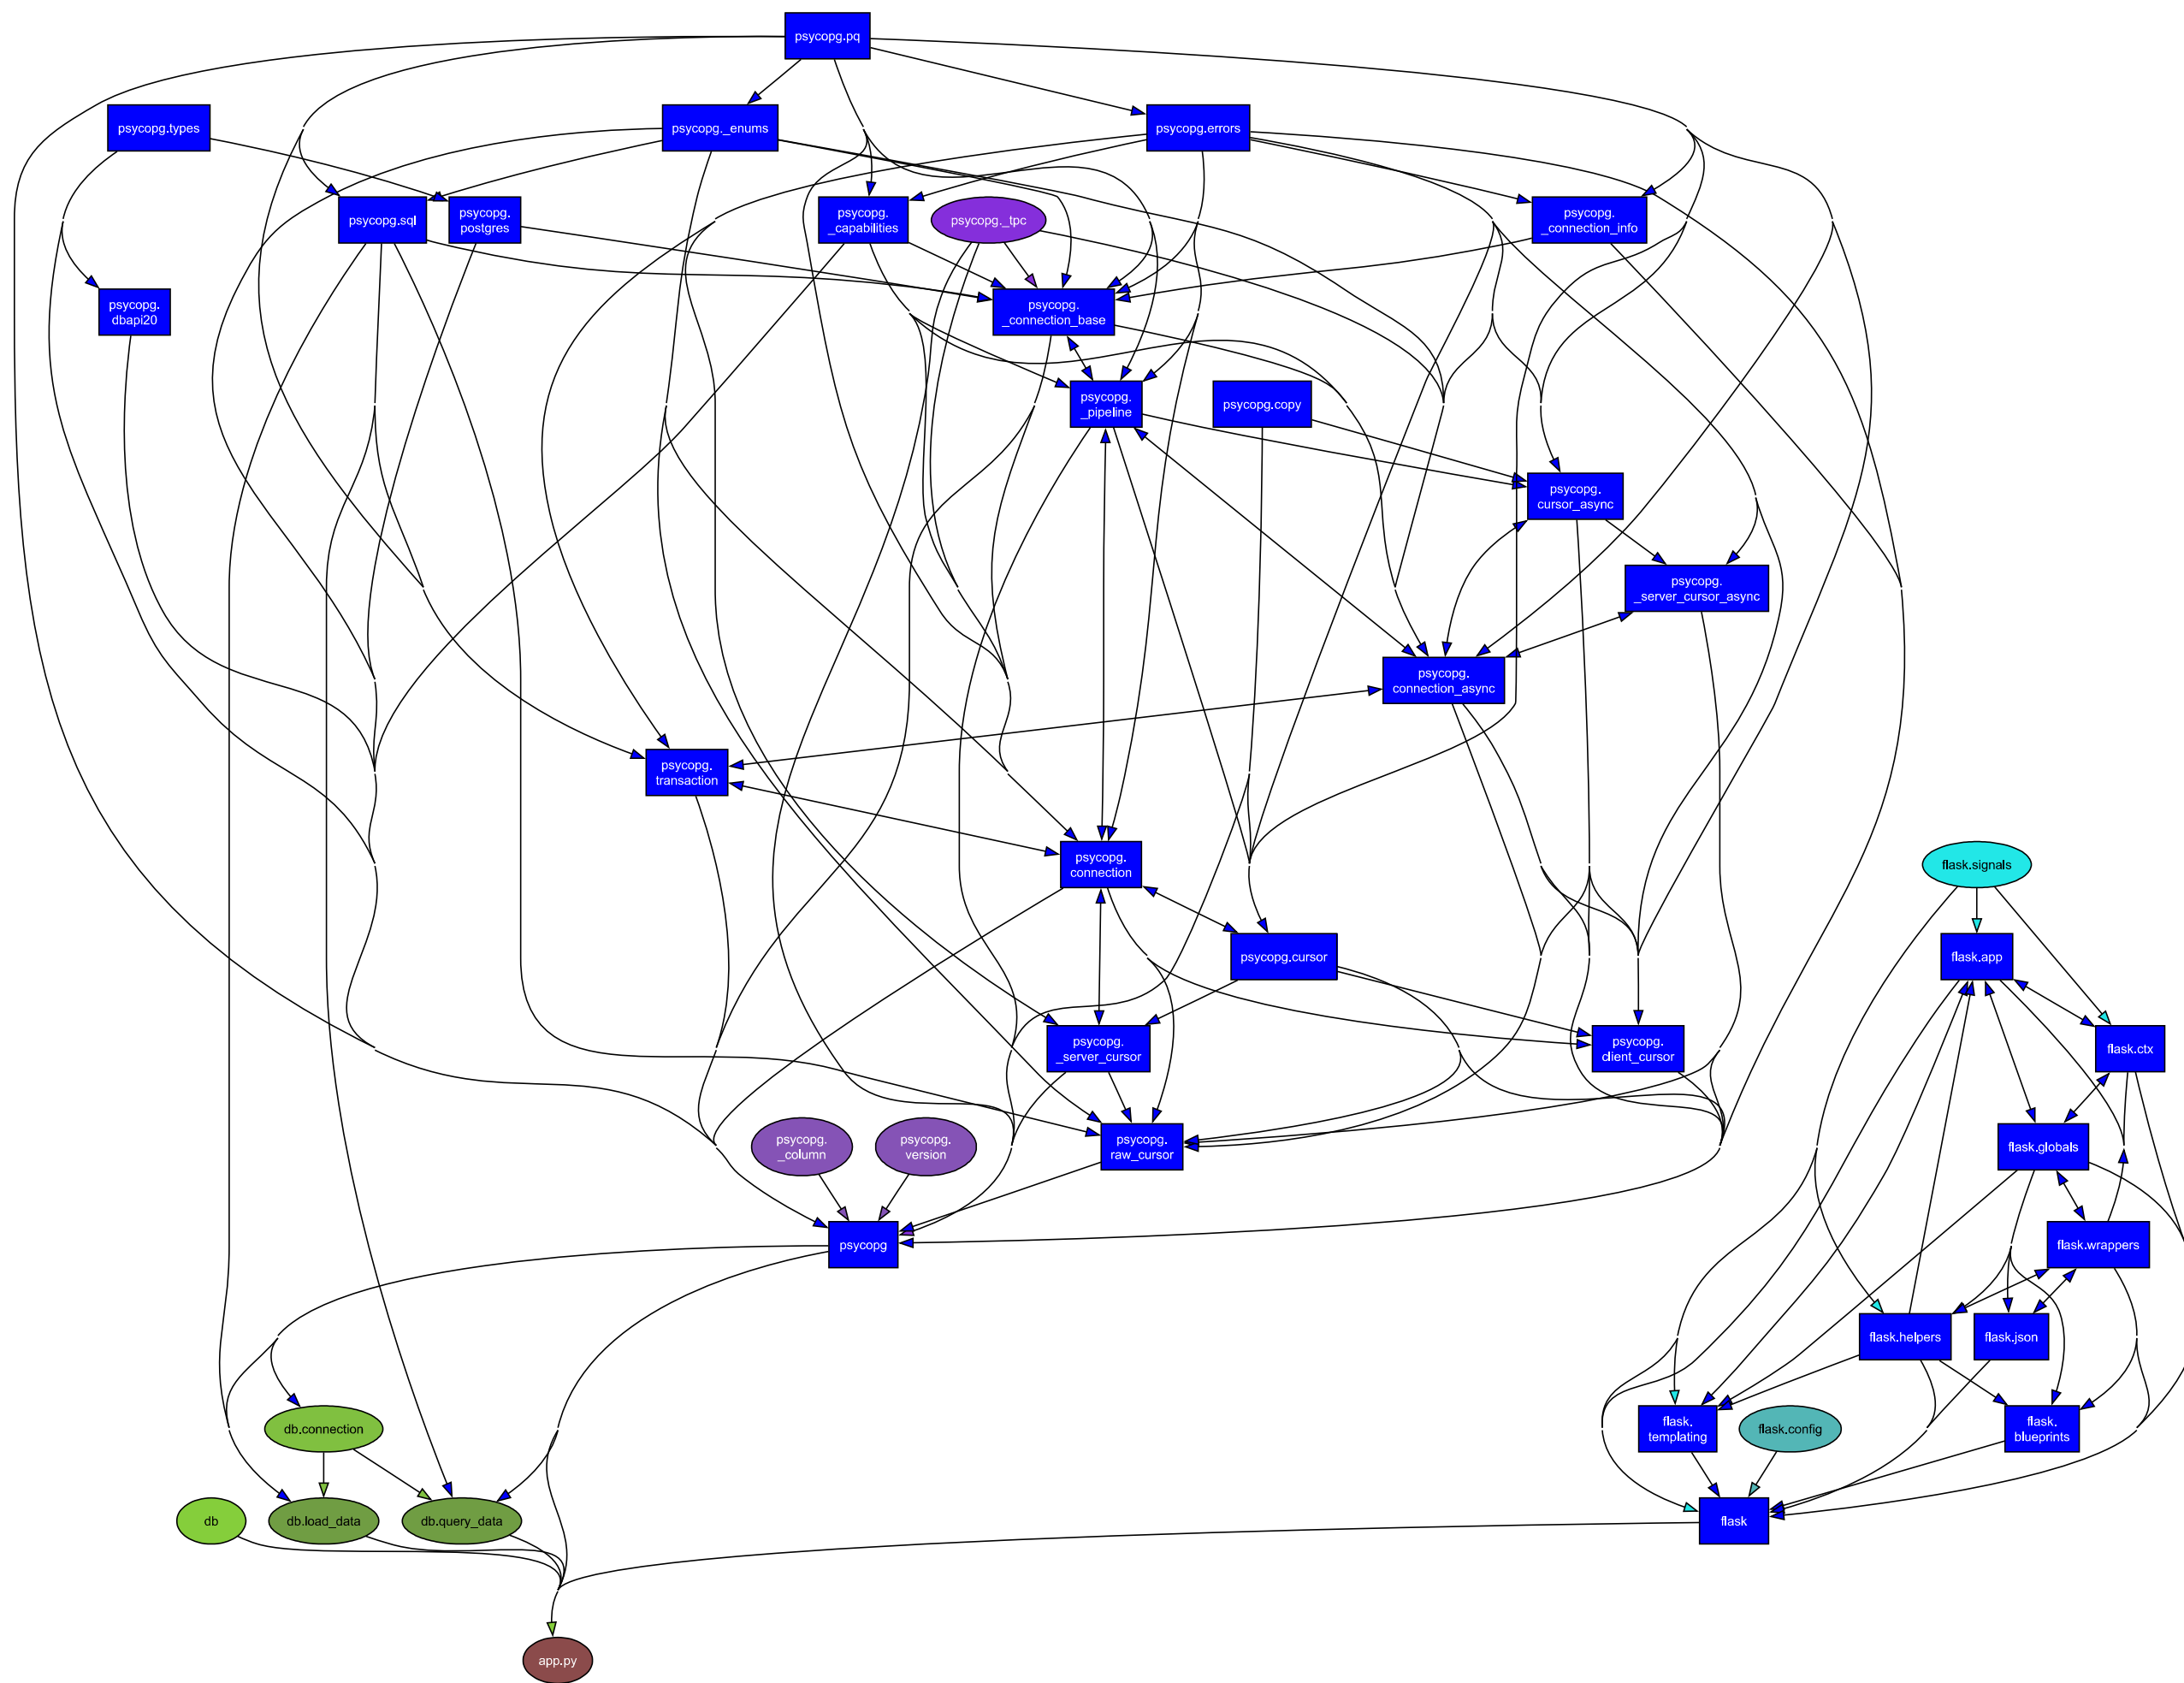 psycopg.pq
psycopg.types
psycopg._enums
psycopg.errors
psycopg.sql
psycopg.
postgres
psycopg.
_capabilities
psycopg._tpc
psycopg.
_connection_info
psycopg.
dbapi20
psycopg.
_connection_base
psycopg.
_pipeline
psycopg.copy
psycopg.
cursor_async
psycopg.
_server_cursor_async
psycopg.
connection_async
psycopg.
transaction
psycopg.
connection
flask.signals
psycopg.cursor
flask.app
psycopg.
_server_cursor
psycopg.
client_cursor
flask.ctx
psycopg.
_column
psycopg.
version
psycopg.
raw_cursor
flask.globals
psycopg
flask.wrappers
flask.helpers
flask.json
db.connection
flask.
templating
flask.config
flask.
blueprints
db
db.load_data
db.query_data
flask
app.py